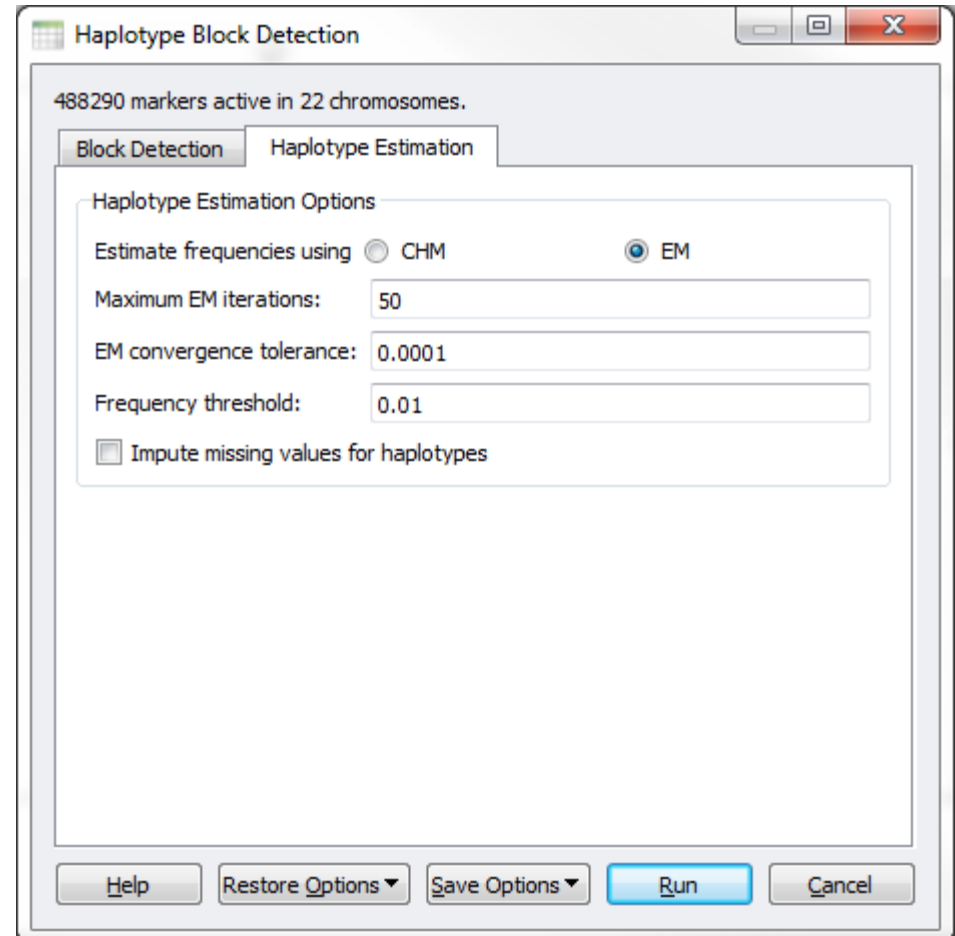 Haplotype Block Detection
488290 markers active in 22 chromosomes.
Block Detection Haplotype Estimation
Haplotype Estimation Options
Estimate frequencies using CHM EM
Maximum EM iterations: 50
EM convergence tolerance: 0.0001
Frequency threshold: 0.01
Impute missing values for haplotypes
Help Restore Options Save Options Run Cancel